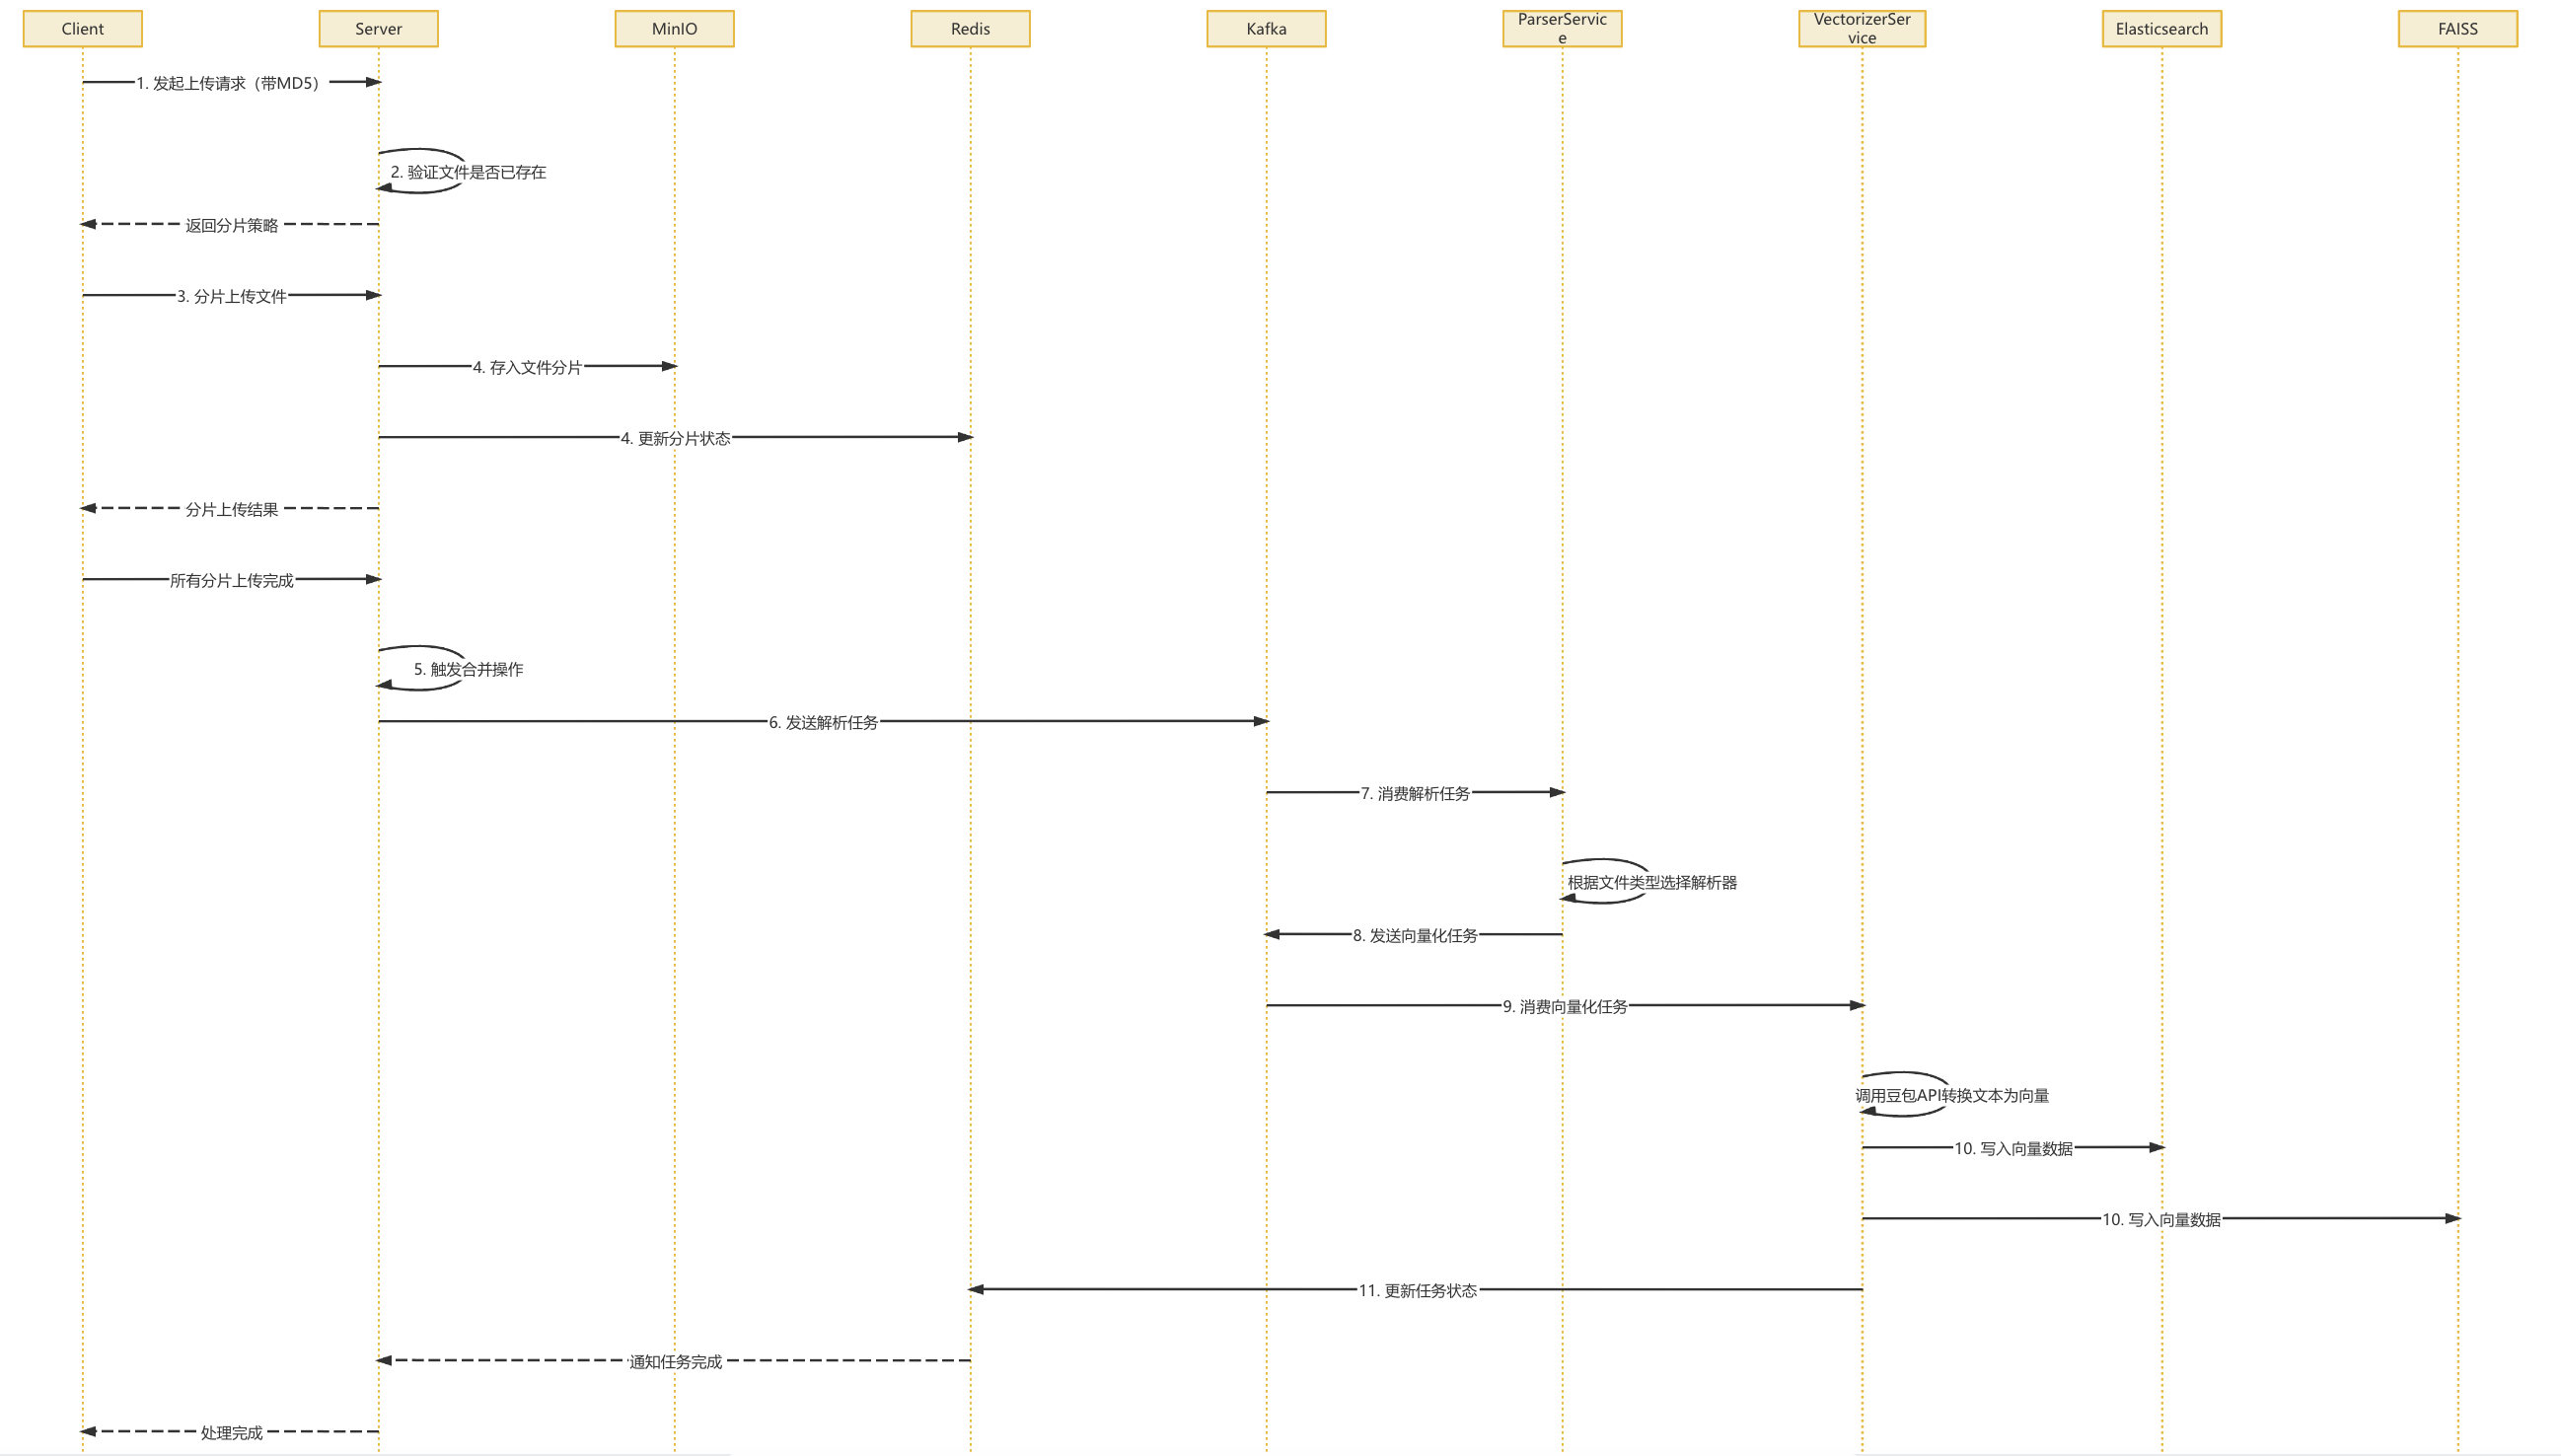 Client
Server
MinIO
Redis
Kafka
ParserServic
e
VectorizerSer
vice
Elasticsearch
FAISS
1. 发起上传请求（带MD5）
2. 验证文件是否已存在
返回分片策略
3. 分片上传文件
4. 存入文件分片
4. 更新分片状态
分片上传结果
所有分片上传完成
5. 触发合并操作
6. 发送解析任务
7. 消费解析任务
根据文件类型选择解析器
8. 发送向量化任务
9. 消费向量化任务
调用豆包API转换文本为向量
10. 写入向量数据
10. 写入向量数据
11. 更新任务状态
通知任务完成
处理完成